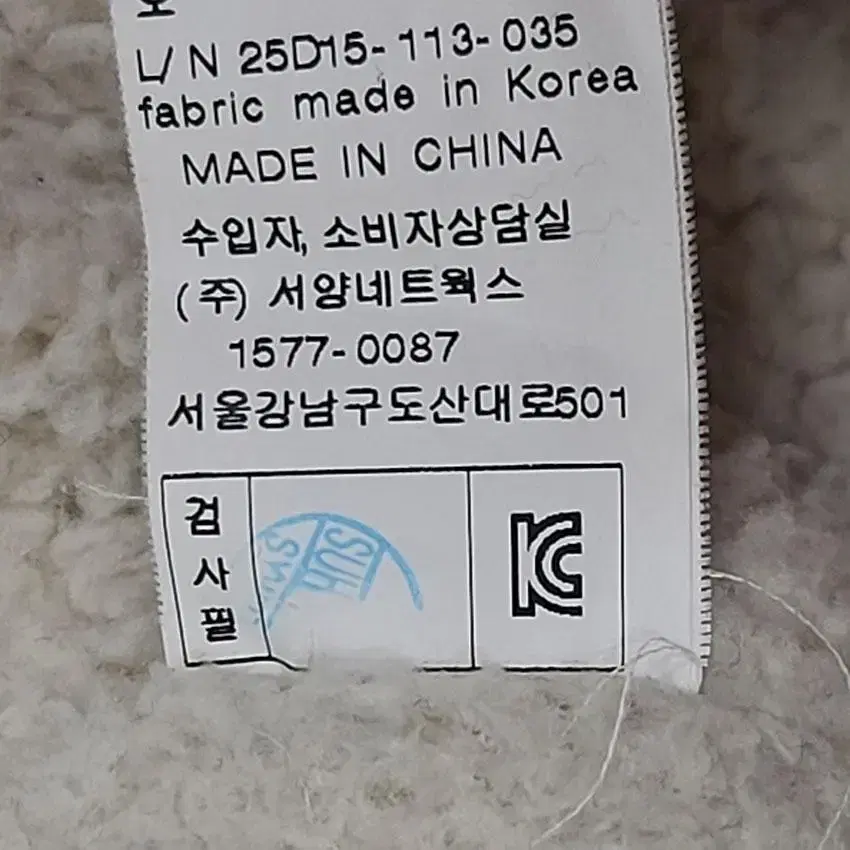 L/N 25D15-113-035
fabric made in Korea
MADE IN CHINA
수입자, 소비자상담실
(주) 서양네트웍스
1577-0087
서울강남구도산대로501
검사필
SUH
KC